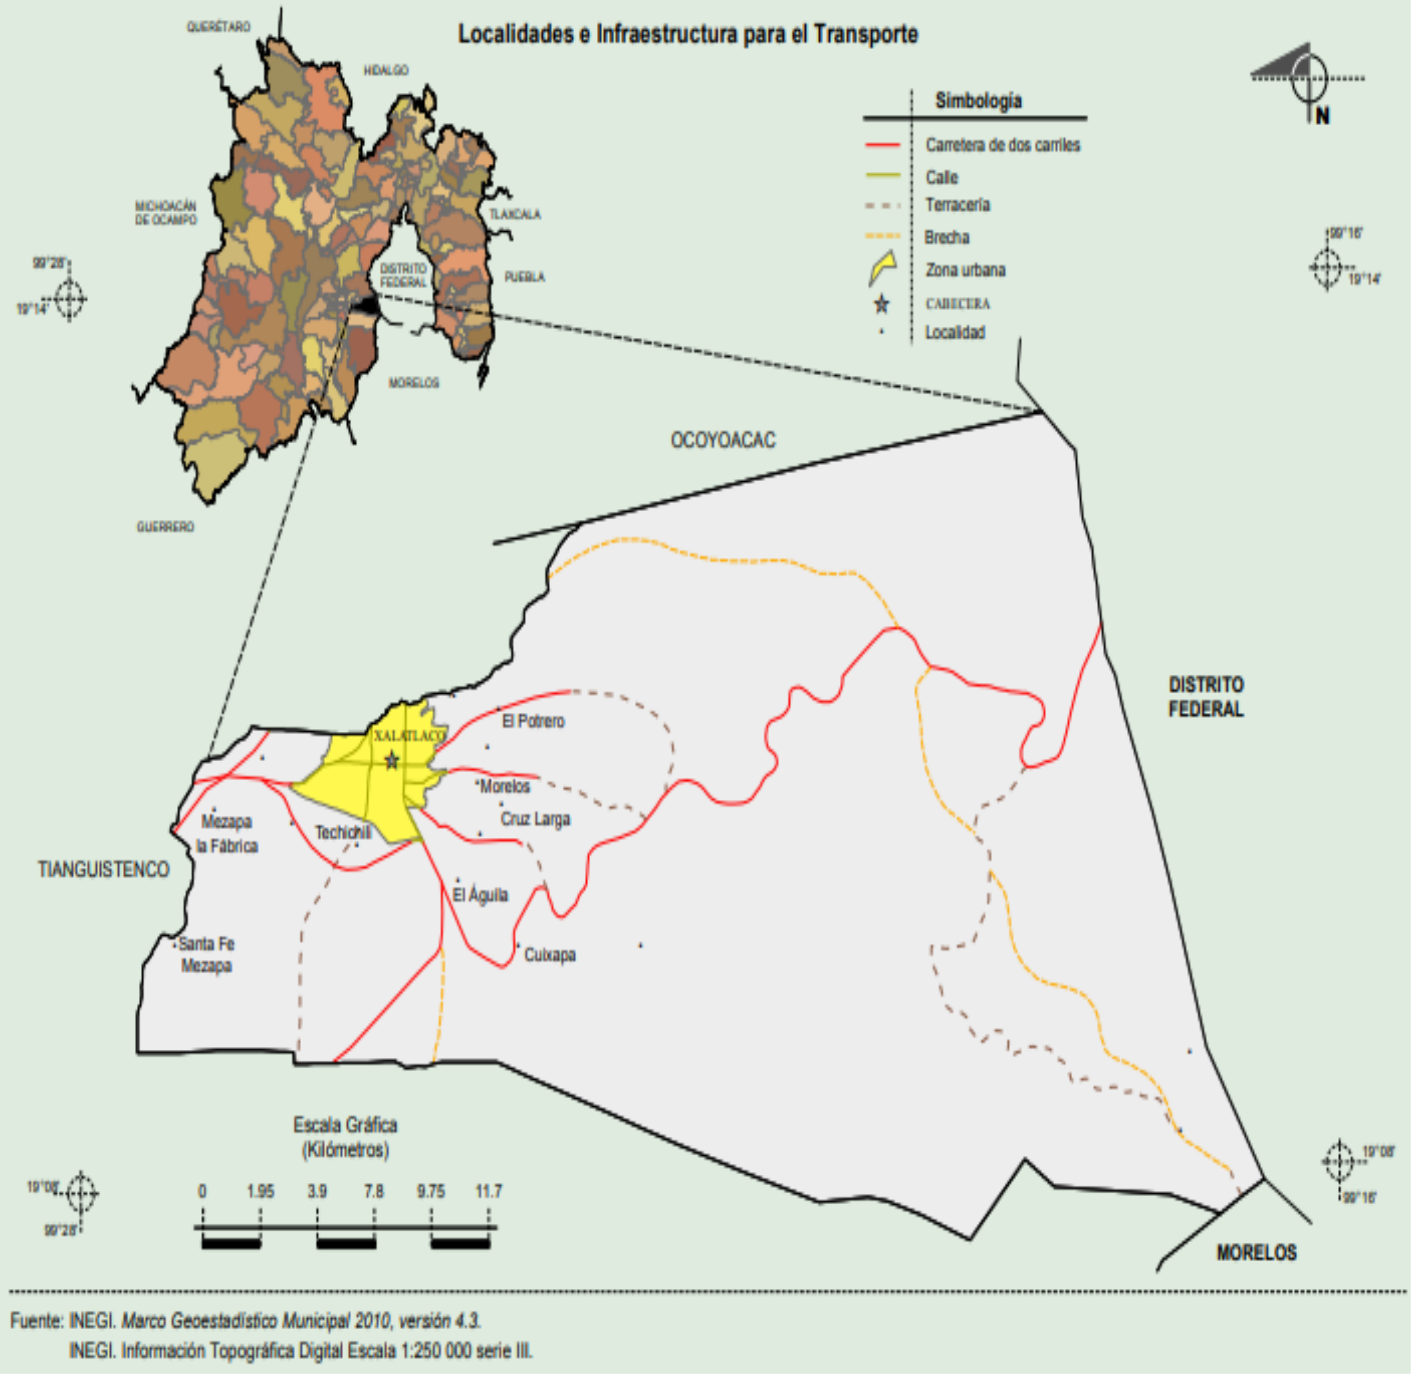 Localidades e Infraestructura para el Transporte
QUERÉTARO
HIDALGO
MICHOACÁN
DE OCAMPO
TLAXCALA
DISTRITO
FEDERAL
PUEBLA
MORELOS
GUERRERO
N
Simbología
Carretera de dos carriles
Calle
Terracería
Brecha
Zona urbana
CABECERA
Localidad
99°28'
19°14'
99°16'
19°14'
OCOYOACAC
DISTRITO
FEDERAL
XALATLACO
El Potrero
Morelos
Cruz Larga
Mezapa
la Fábrica
Techichili
TIANGUISTENCO
El Águila
Santa Fe
Mezapa
Cuixapa
Escala Gráfica
(Kilómetros)
0 1.95 3.9 7.8 9.75 11.7
19°08'
99°28'
19°08'
99°16'
MORELOS
Fuente: INEGI. Marco Geoestadístico Municipal 2010, versión 4.3.
INEGI. Información Topográfica Digital Escala 1:250 000 serie III.